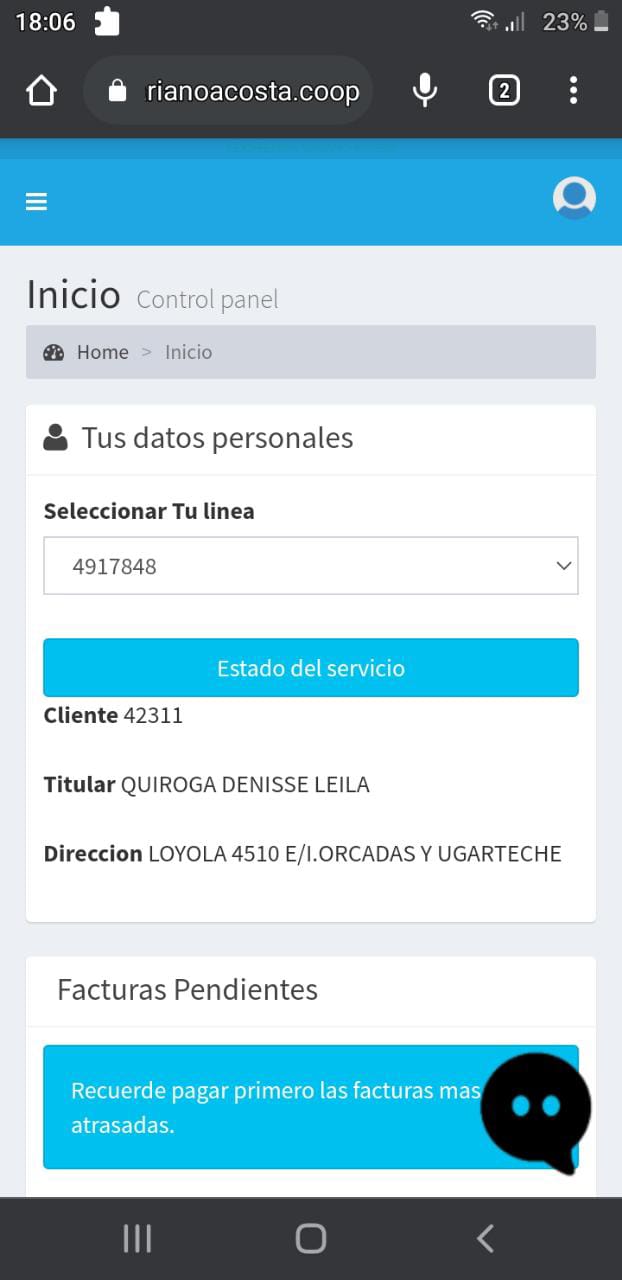 18:06
23%
rianoacosta.coop
2
Inicio Control panel
Home > Inicio
Tus datos personales
Seleccionar Tu linea
4917848
Estado del servicio
Cliente 42311
Titular QUIROGA DENISSE LEILA
Direccion LOYOLA 4510 E/I.ORCADAS Y UGARTECHE
Facturas Pendientes
Recuerde pagar primero las facturas mas
atrasadas.